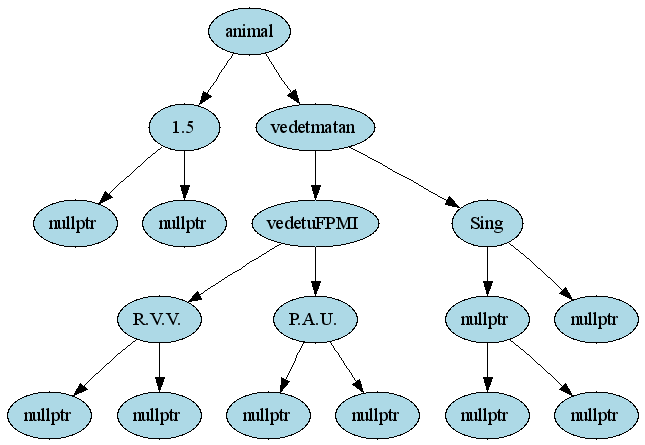 animal
1.5 vedetmatan
nullptr nullptr vedetuFPMI Sing
R.V.V. P.A.U. nullptr nullptr
nullptr nullptr nullptr nullptr nullptr nullptr